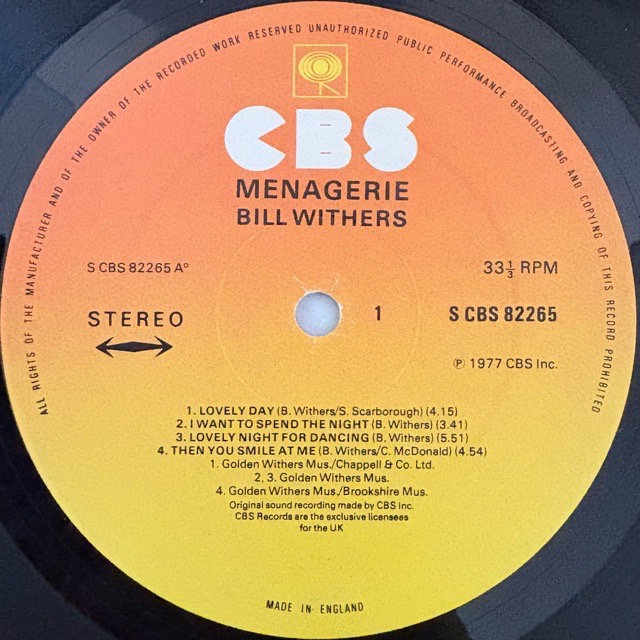 ALL RIGHTS OF THE MANUFACTURER AND OF THE OWNER OF THE RECORDED WORK RESERVED UNAUTHORIZED PUBLIC PERFORMANCE BROADCASTING AND COPYING OF THIS RECORD PROHIBITED
CBS
MENAGERIE
BILL WITHERS
S CBS 82265 A°
33⅓ RPM
STEREO
1
S CBS 82265
℗ 1977 CBS Inc.
1. LOVELY DAY (B. Withers/S. Scarborough) (4.15)
2. I WANT TO SPEND THE NIGHT (B. Withers) (3.41)
3. LOVELY NIGHT FOR DANCING (B. Withers) (5.51)
4. THEN YOU SMILE AT ME (B. Withers/C. McDonald) (4.54)
1. Golden Withers Mus./Chappell & Co. Ltd.
2, 3. Golden Withers Mus.
4. Golden Withers Mus./Brookshire Mus.
Original sound recording made by CBS Inc.
CBS Records are the exclusive licensees
for the UK
MADE IN ENGLAND